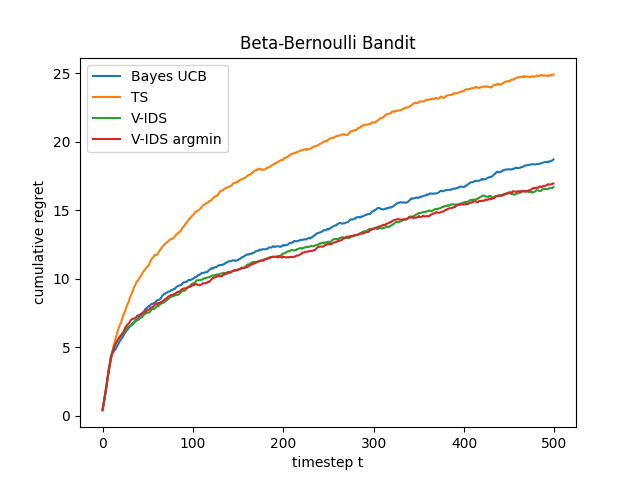 Beta-Bernoulli Bandit
Bayes UCB
TS
V-IDS
V-IDS argmin
cumulative regret
25
20
15
10
5
0
0 100 200 300 400 500
timestep t